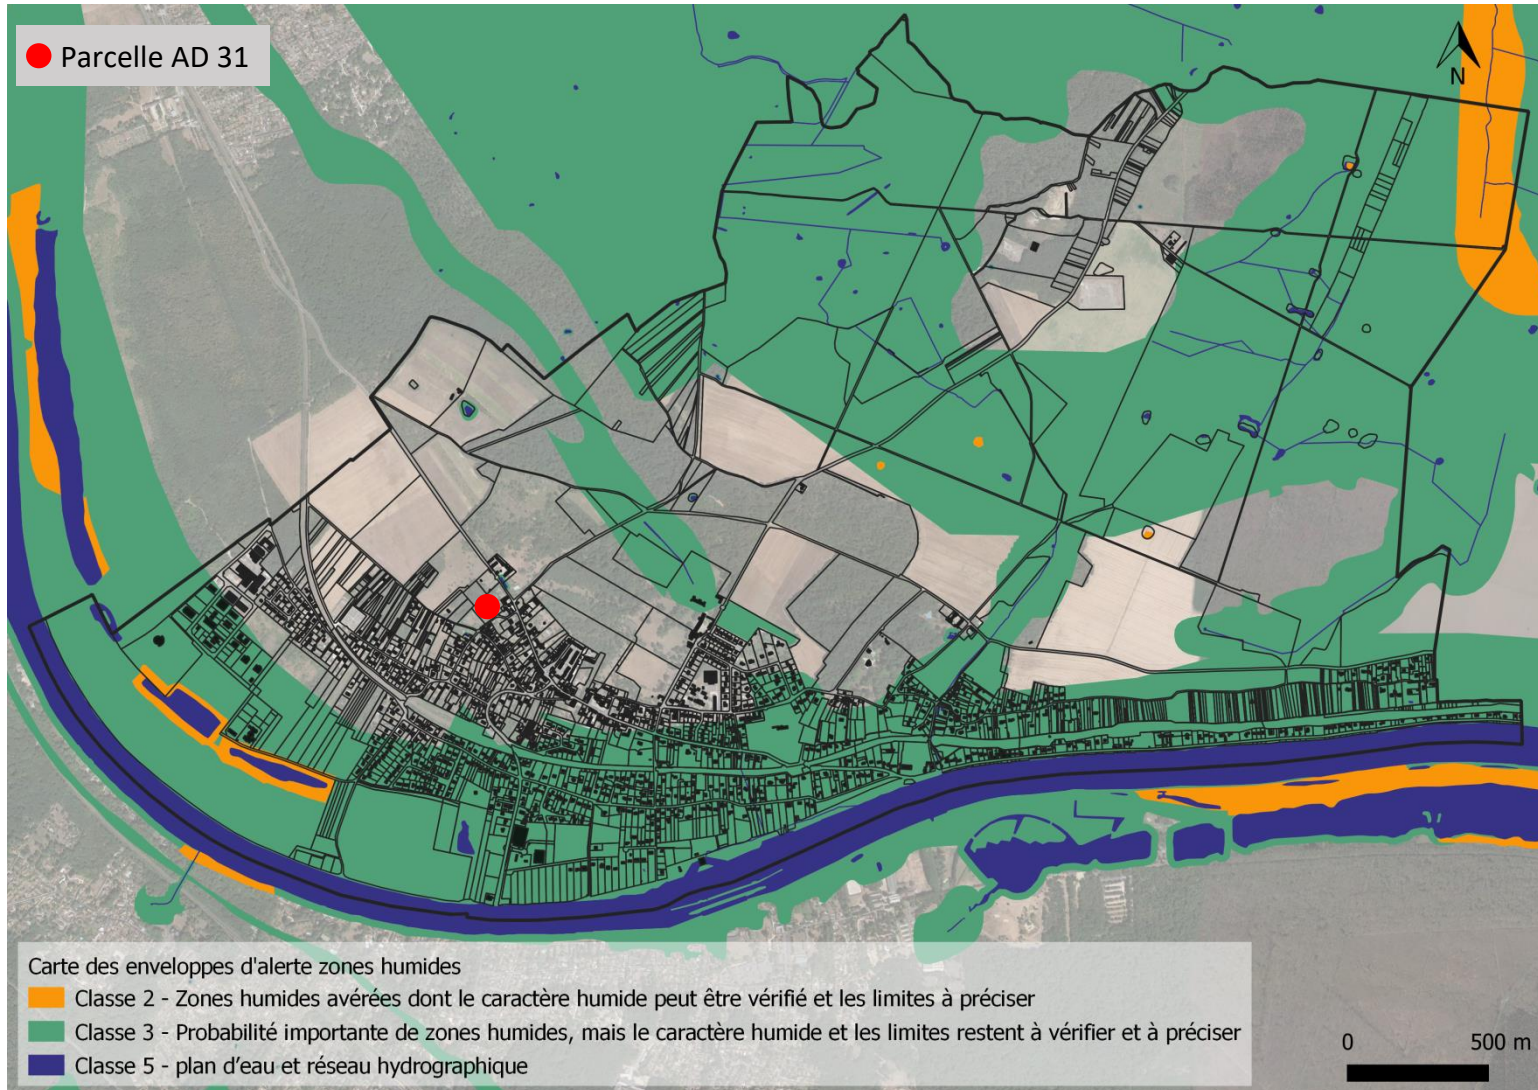 Parcelle AD 31
N
Carte des enveloppes d'alerte zones humides
Classe 2 - Zones humides avérées dont le caractère humide peut être vérifié et les limites à préciser
Classe 3 - Probabilité importante de zones humides, mais le caractère humide et les limites restent à vérifier et à préciser
Classe 5 - plan d’eau et réseau hydrographique
0 500 m